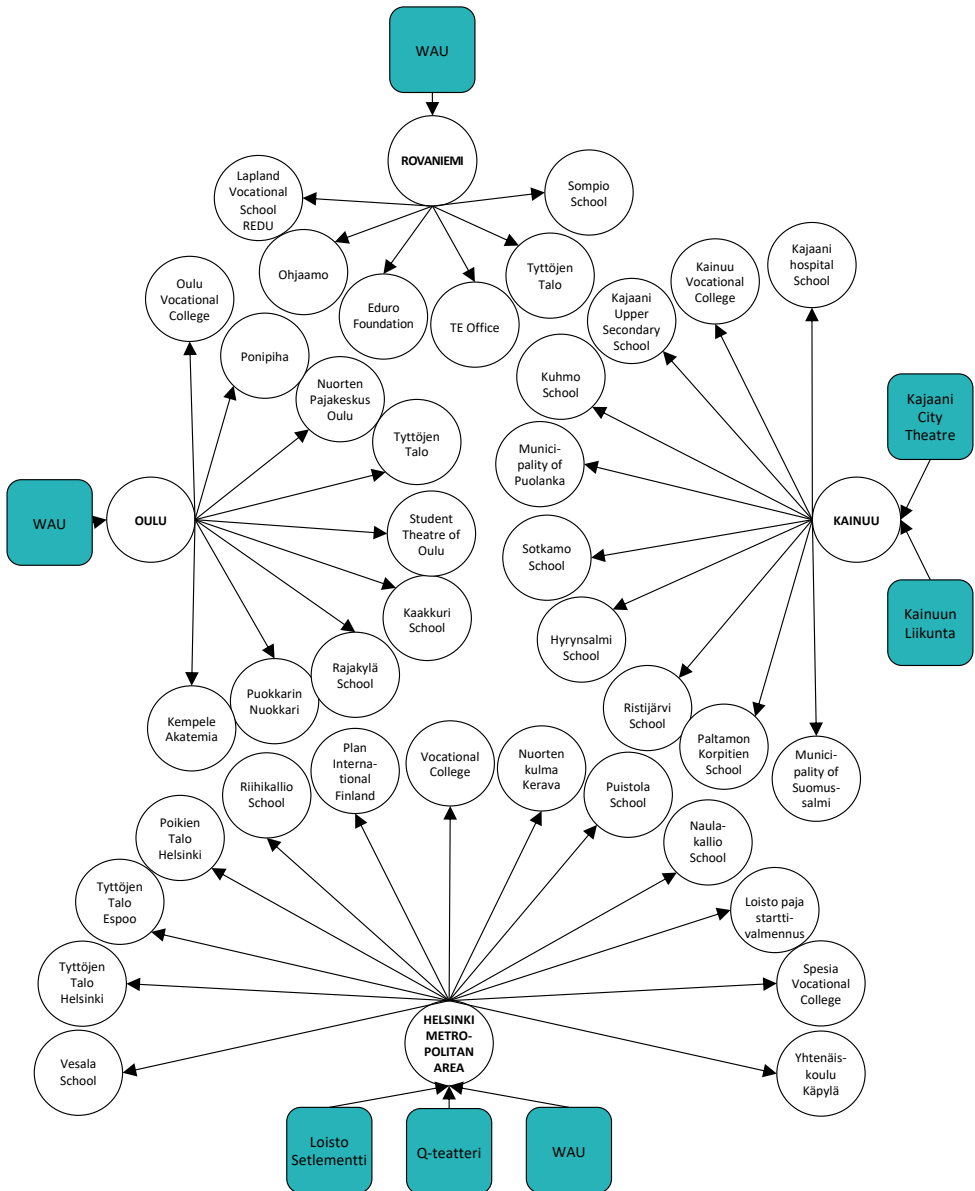 WAU
ROVANIEMI
Lapland
Vocational
School
REDU
Sompio
School
Ohjaamo
Eduro
Foundation
TE Office
Tyttöjen
Talo
Kajaani
Upper
Secondary
School
Kainuu
Vocational
College
Kajaani
hospital
School
Oulu
Vocational
College
Ponipiha
Nuorten
Pajakeskus
Oulu
Tyttöjen
Talo
Kuhmo
School
Munici-
pality of
Puolanka
Kajaani
City
Theatre
WAU
OULU
Student
Theatre of
Oulu
Kaakkuri
School
Rajakylä
School
Puokkarin
Nuokkari
Kempele
Akatemia
Sotkamo
School
KAINUU
Hyrynsalmi
School
Kainuun
Liikunta
Ristijärvi
School
Paltamon
Korpitien
School
Munici-
pality of
Suomus-
salmi
Riihikallio
School
Plan
Inter-
national
Finland
Vocational
College
Nuorten
kulma
Kerava
Puistola
School
Poikien
Talo
Helsinki
Naula-
kallio
School
Tyttöjen
Talo
Espoo
Loisto paja
startti-
valmennus
Tyttöjen
Talo
Helsinki
Spesia
Vocational
College
Vesala
School
HELSINKI
METRO-
POLITAN
AREA
Yhtenäis-
koulu
Käpylä
Loisto
Setlementti
Q-teatteri
WAU